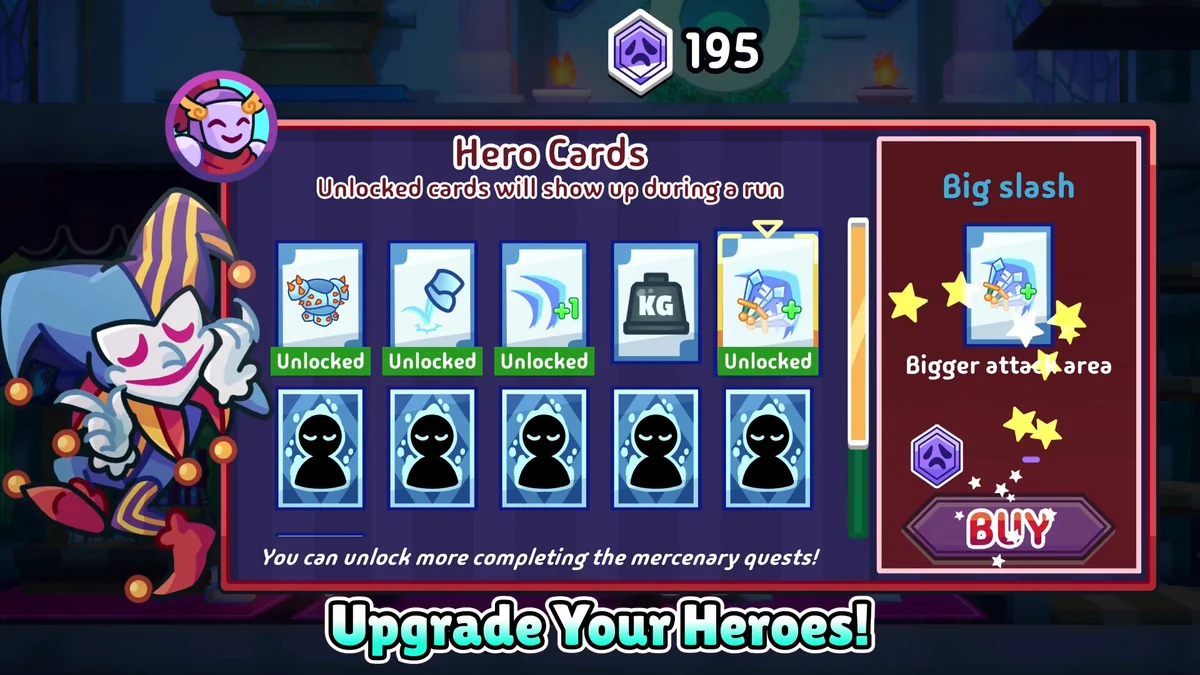 195
Hero Cards
Unlocked cards will show up during a run
Big slash
+1
KG
+
+
Unlocked
Unlocked
Unlocked
Unlocked
Bigger attack area
-
BUY
You can unlock more completing the mercenary quests!
Upgrade Your Heroes!